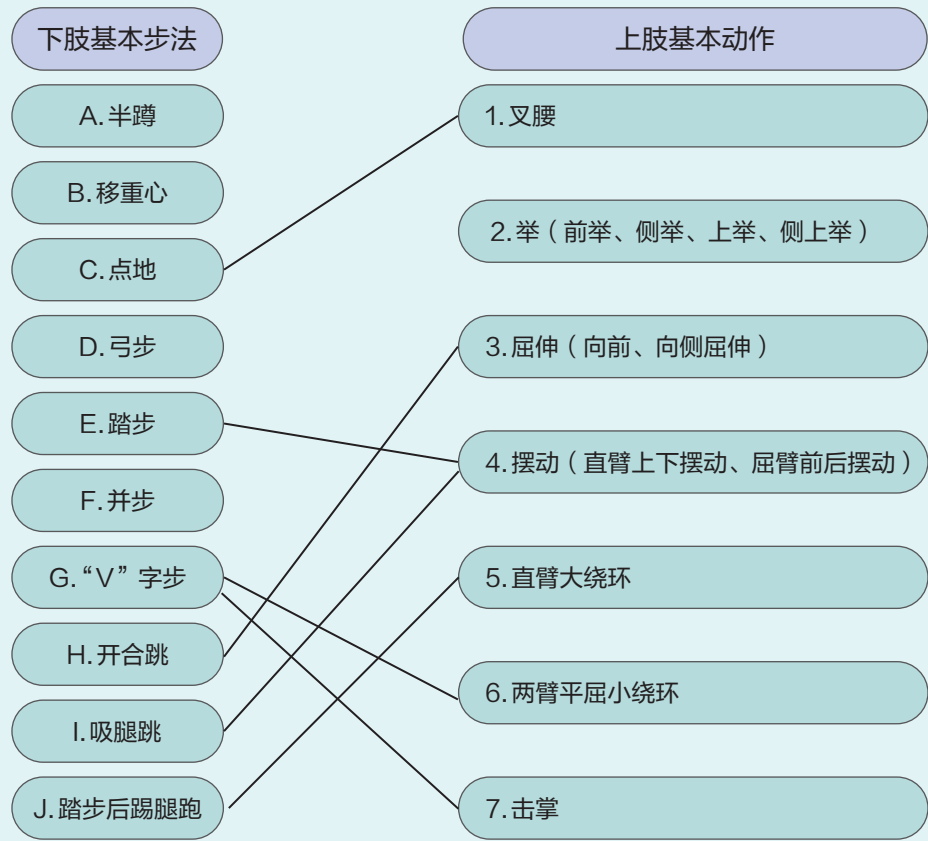 下肢基本步法
A.半蹲
B.移重心
C.点地
D.弓步
E.踏步
F.并步
G.“V”字步
H.开合跳
I.吸腿跳
J.踏步后踢腿跑
上肢基本动作
1.叉腰
2.举（前举、侧举、上举、侧上举）
3.屈伸（向前、向侧屈伸）
4.摆动（直臂上下摆动、屈臂前后摆动）
5.直臂大绕环
6.两臂平屈小绕环
7.击掌